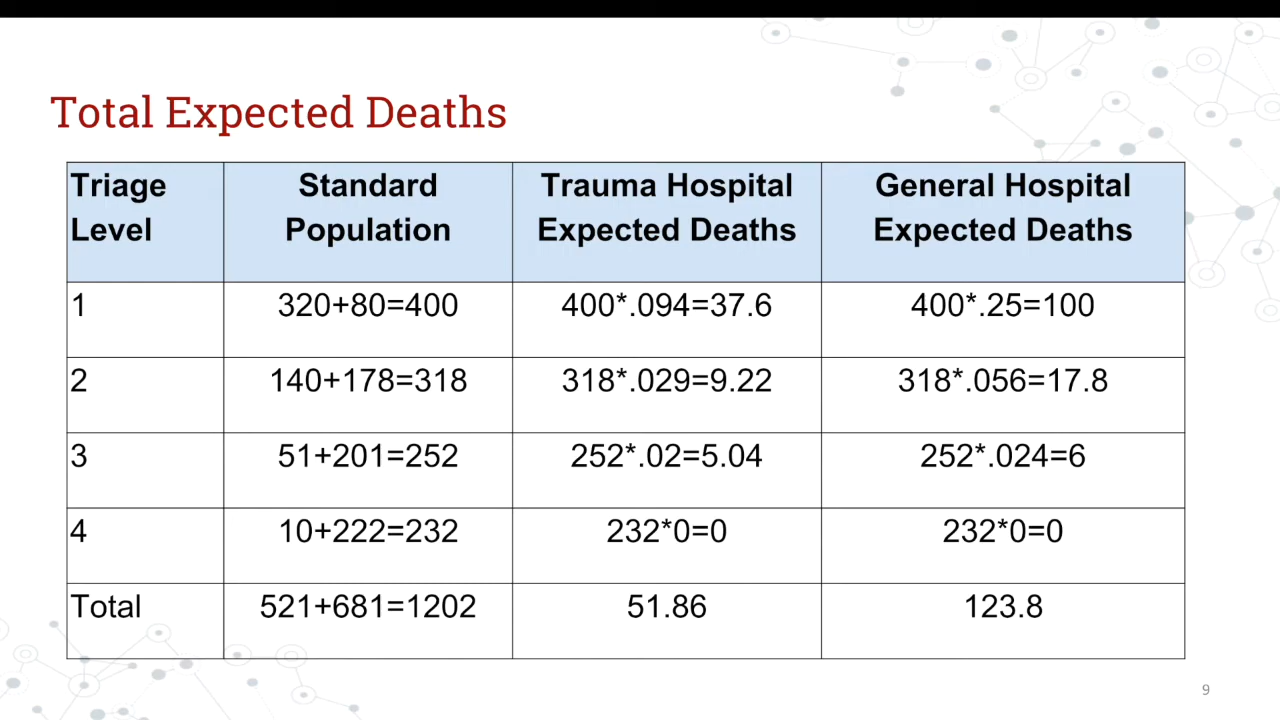 Total Expected Deaths
Triage Level | Standard Population | Trauma Hospital Expected Deaths | General Hospital Expected Deaths
1 | 320+80=400 | 400*.094=37.6 | 400*.25=100
2 | 140+178=318 | 318*.029=9.22 | 318*.056=17.8
3 | 51+201=252 | 252*.02=5.04 | 252*.024=6
4 | 10+222=232 | 232*0=0 | 232*0=0
Total | 521+681=1202 | 51.86 | 123.8
9